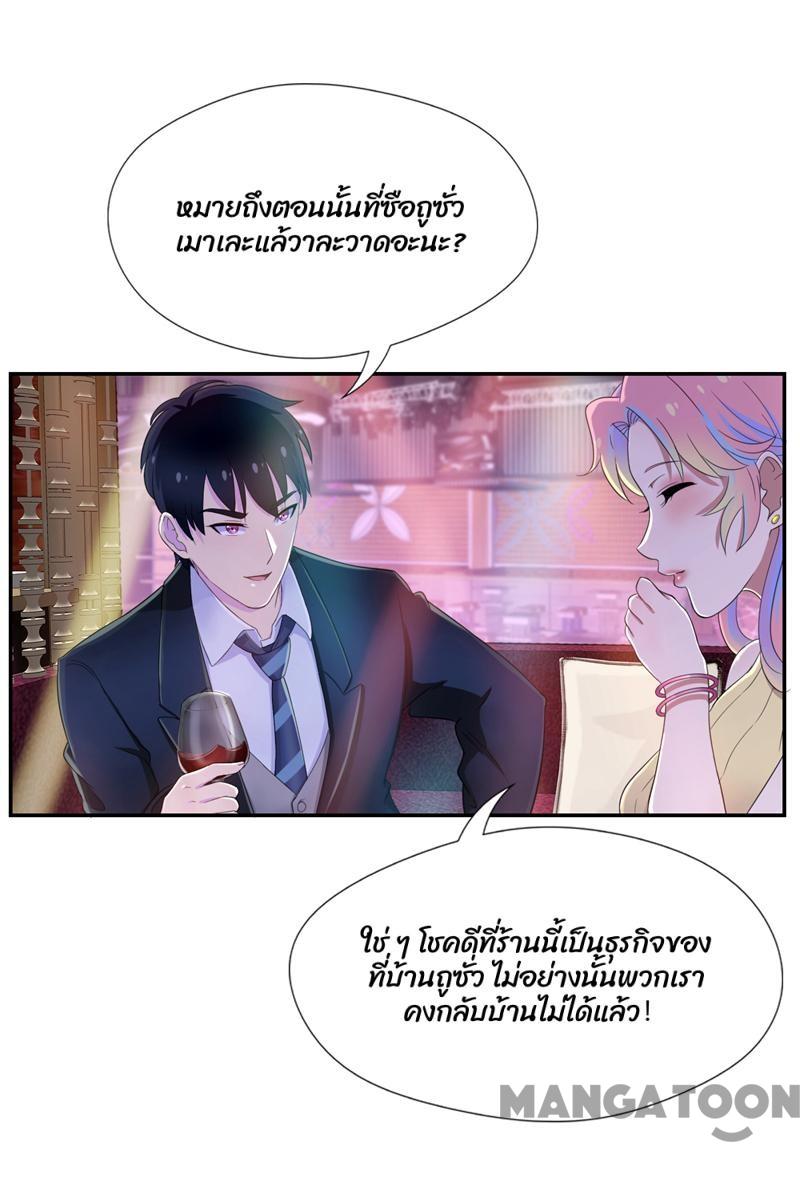 หมายถึงตอนนั้นที่ซือถูซั่ว
เมาเละแล้วาละวาดอะนะ?
ใช่ ๆ โชคดีที่ร้านนี้เป็นธุรกิจของ
ที่บ้านถูซั่ว ไม่อย่างนั้นพวกเรา
คงกลับบ้านไม่ได้แล้ว!
MANGATOON